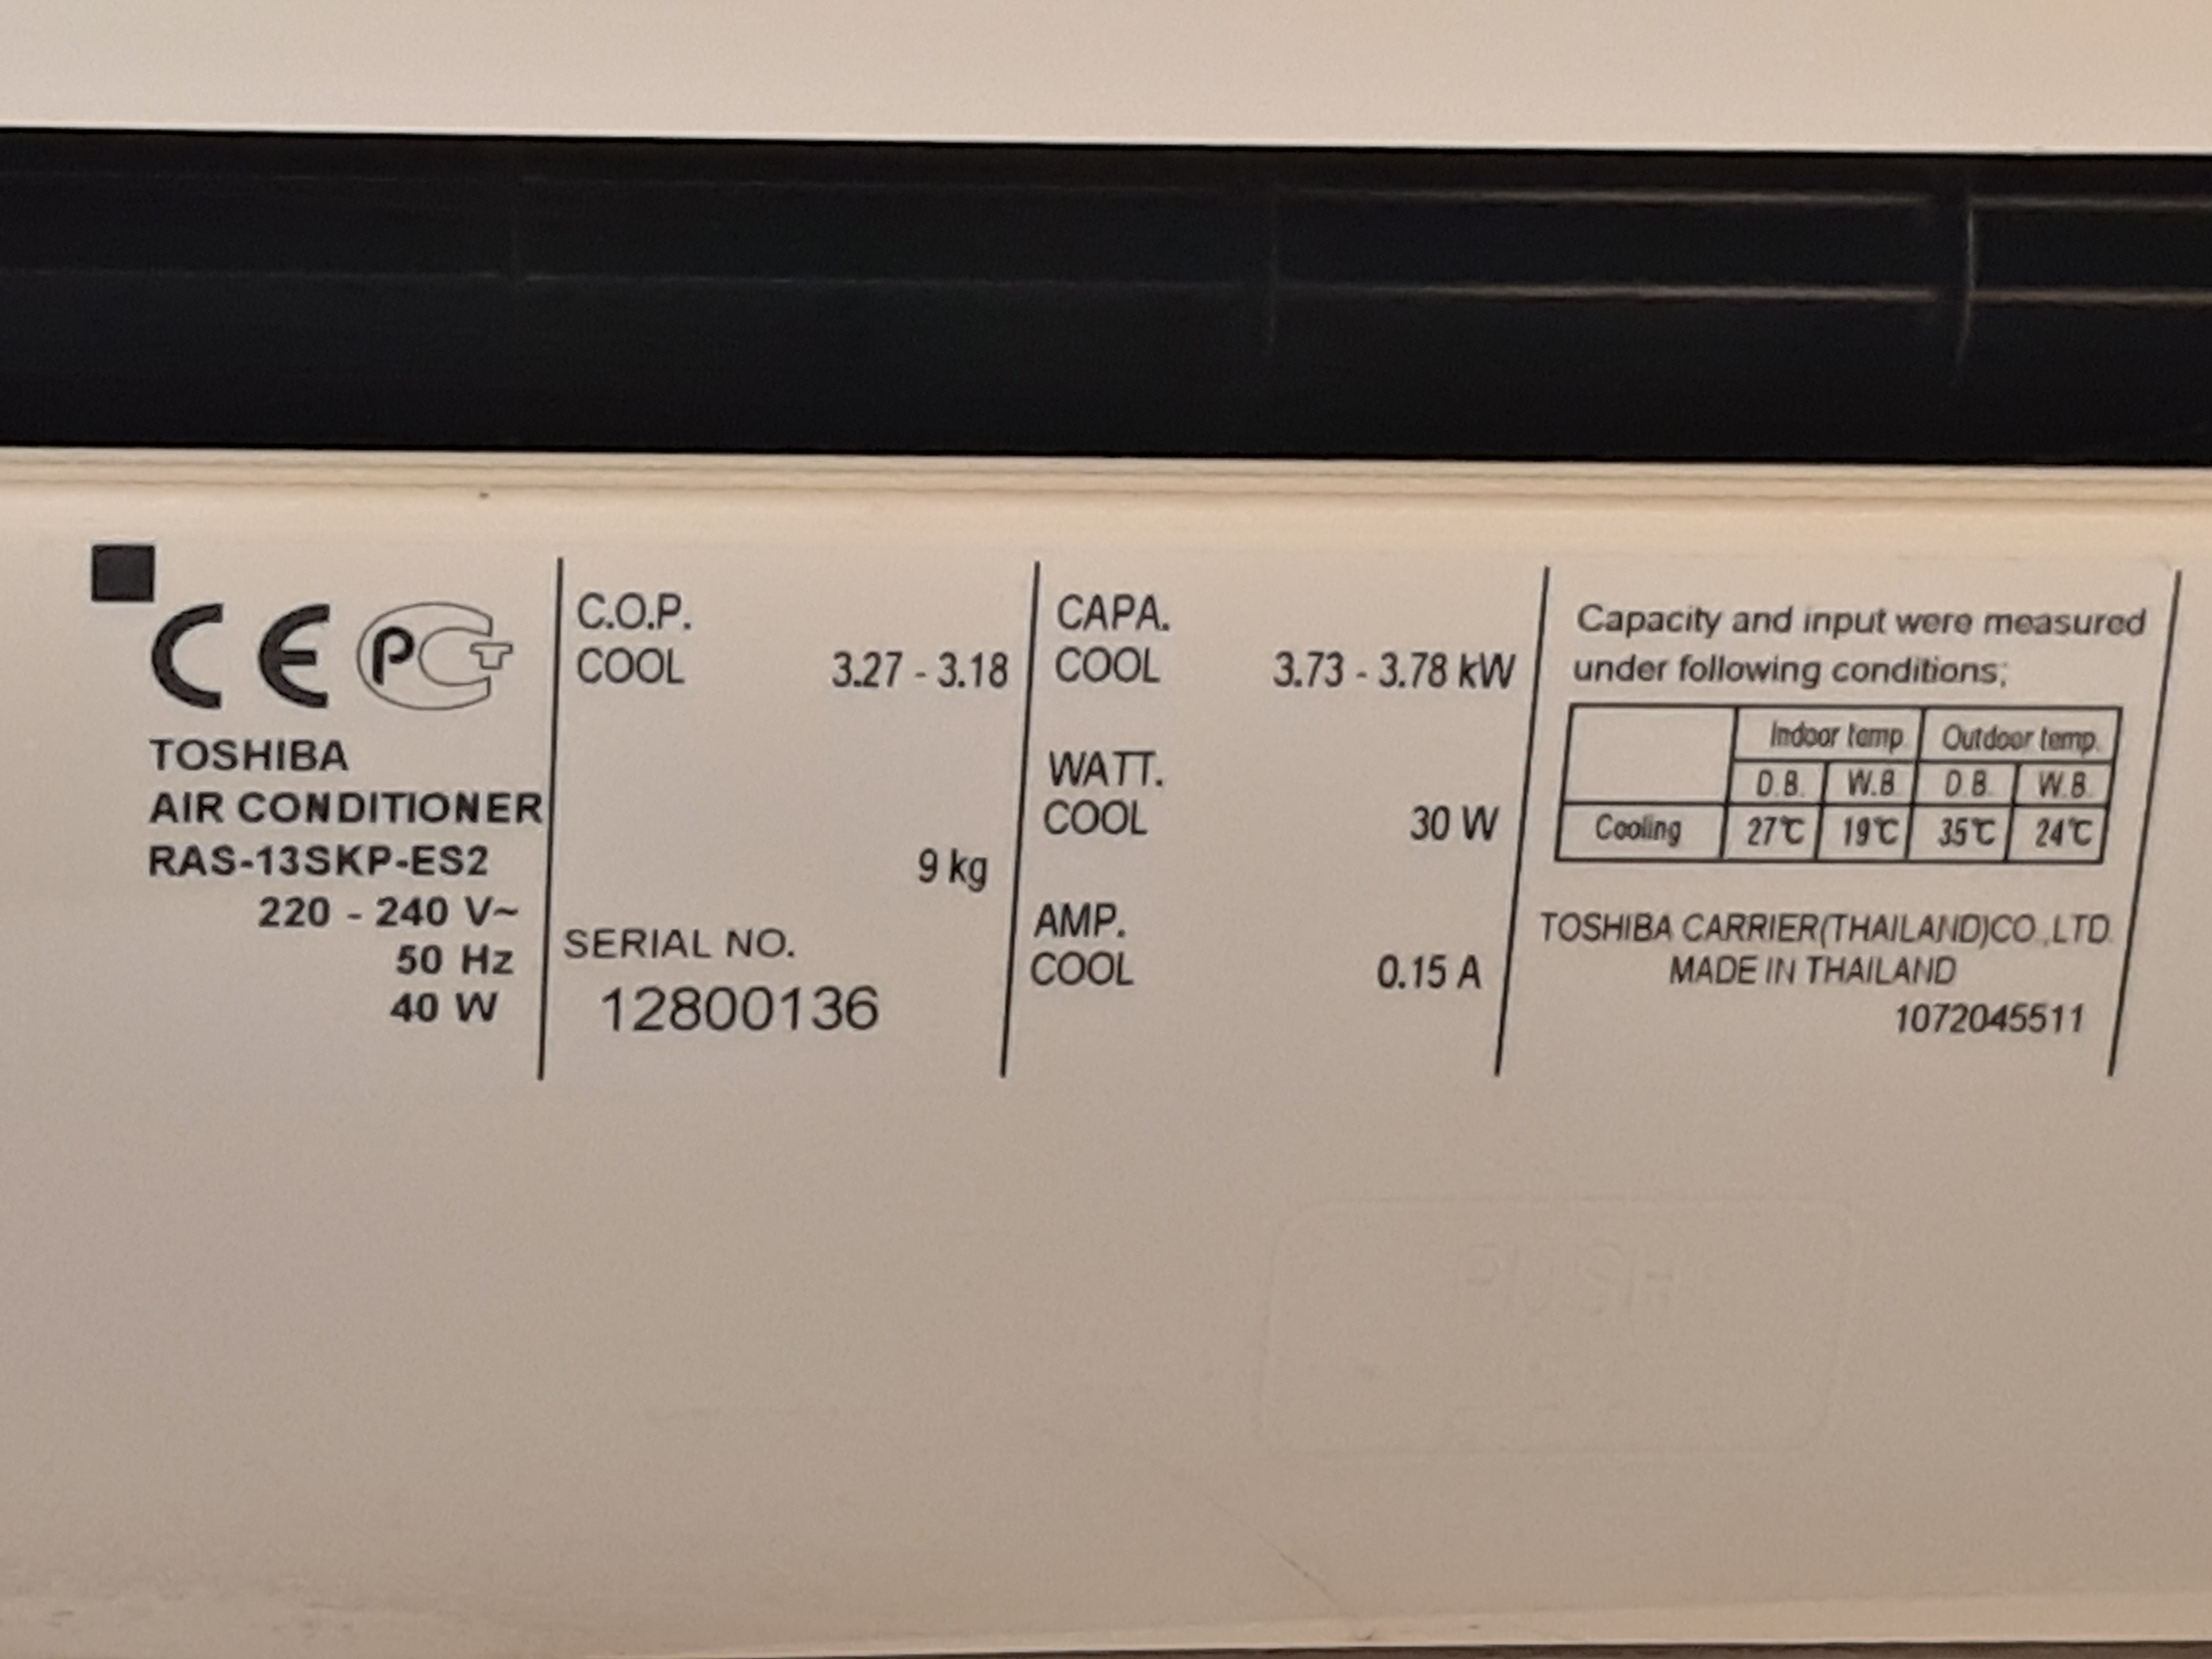 CE PCT
TOSHIBA
AIR CONDITIONER
RAS-13SKP-ES2
220 - 240 V~
50 Hz
40 W
C.O.P.
COOL 3.27 - 3.18
9 kg
SERIAL NO.
12800136
CAPA.
COOL 3.73 - 3.78 kW
WATT.
COOL 30 W
AMP.
COOL 0.15 A
Capacity and input were measured
under following conditions;
Indoor temp. Outdoor temp.
D.B. W.B. D.B. W.B.
Cooling 27°C 19°C 35°C 24°C
TOSHIBA CARRIER(THAILAND)CO.,LTD.
MADE IN THAILAND
1072045511